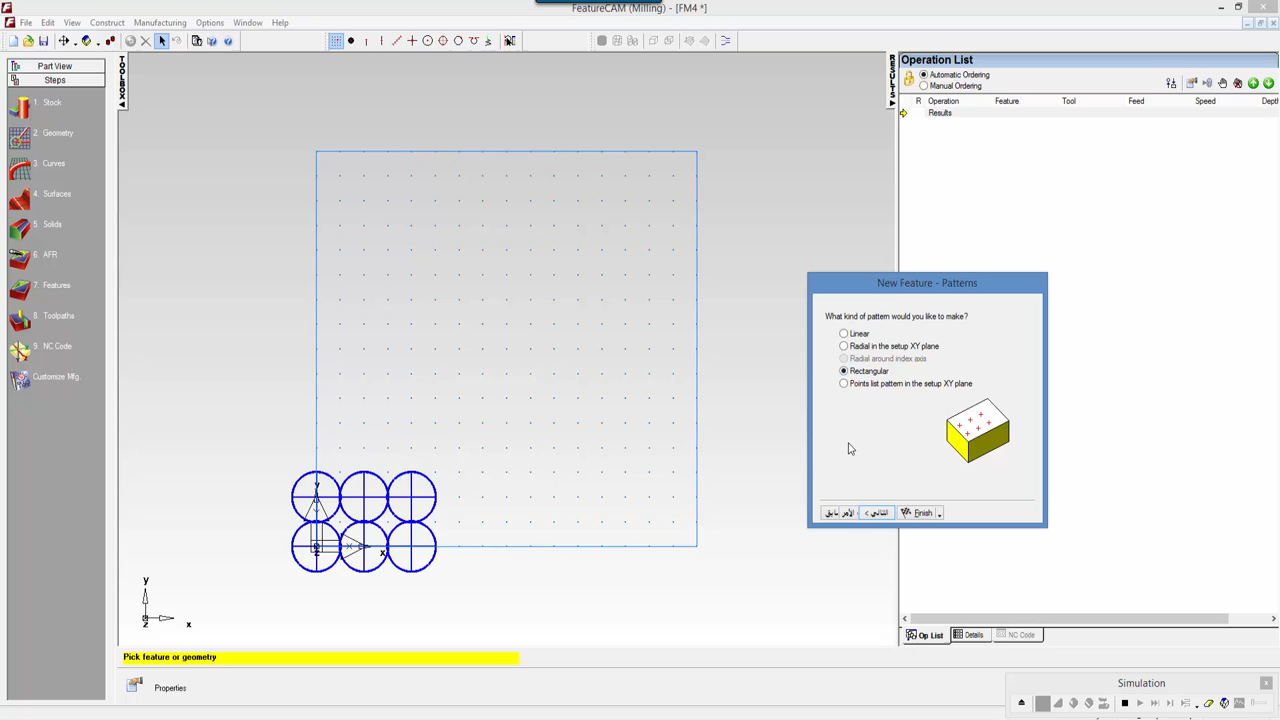 FeatureCAM (Milling) - [FM4 *]
File Edit View Construct Manufacturing Options Window Help
TOOLBOX
RESULTS
Part View
Steps
1. Stock
2. Geometry
3. Curves
4. Surfaces
5. Solids
6. AFR
7. Features
8. Toolpaths
9. NC Code
Customize Mfg.
y
x
z
y
x
z
Pick feature or geometry
Properties
Operation List
Automatic Ordering
Manual Ordering
R Operation Feature Tool Feed Speed Depth
Results
New Feature - Patterns
What kind of pattern would you like to make?
Linear
Radial in the setup XY plane
Radial around index axis
Rectangular
Points list pattern in the setup XY plane
التالي > Finish
Op List Details NC Code
Simulation